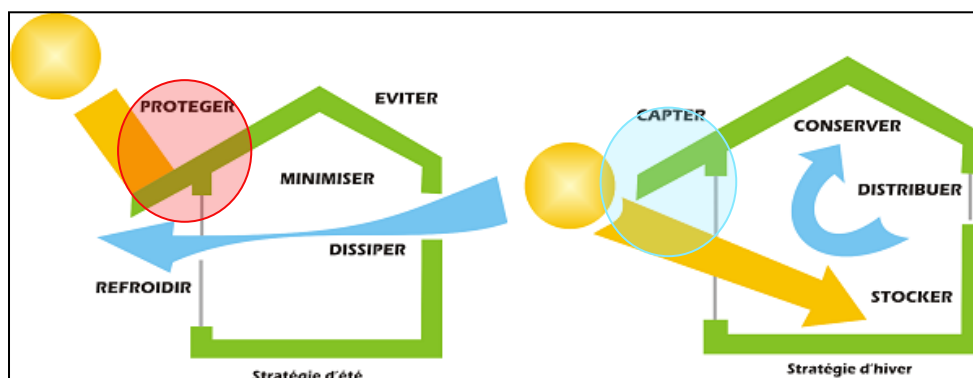 PROTEGER
EVITER
MINIMISER
DISSIPER
REFROIDIR
Stratégie d'été
CAPTER
CONSERVER
DISTRIBUER
STOCKER
Stratégie d'hiver